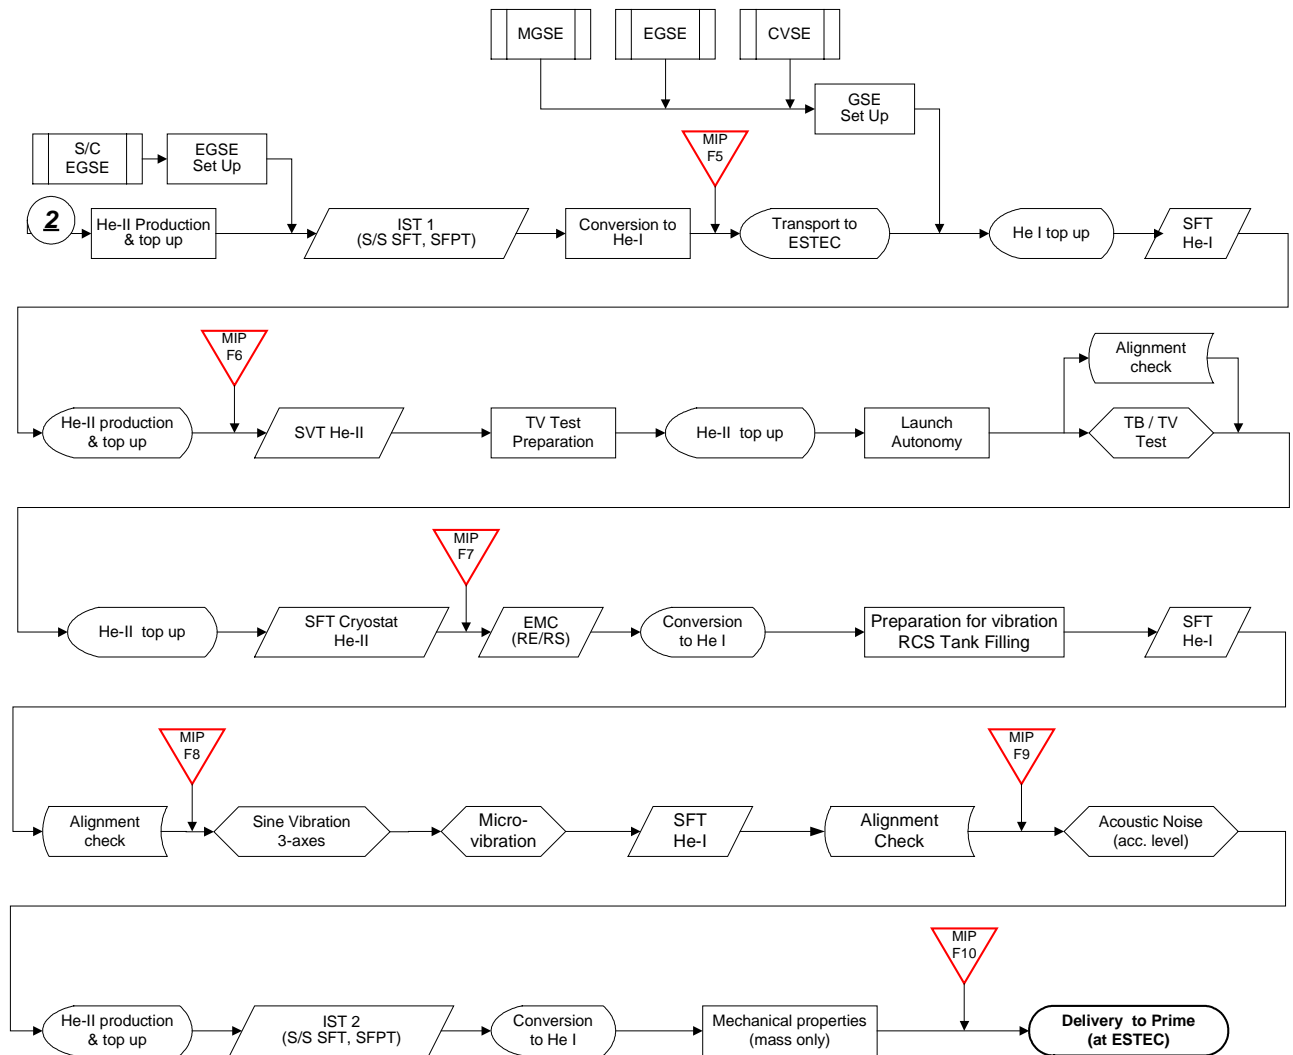 MGSE
EGSE
CVSE
GSE
Set Up
MIP
F5
S/C
EGSE
EGSE
Set Up
2
He-II Production
& top up
IST 1
(S/S SFT, SFPT)
Conversion to
He-I
Transport to
ESTEC
He I top up
SFT
He-I
MIP
F6
Alignment
check
He-II production
& top up
SVT He-II
TV Test
Preparation
He-II top up
Launch
Autonomy
TB / TV
Test
MIP
F7
He-II top up
SFT Cryostat
He-II
EMC
(RE/RS)
Conversion
to He I
Preparation for vibration
RCS Tank Filling
SFT
He-I
MIP
F8
MIP
F9
Alignment
check
Sine Vibration
3-axes
Micro-
vibration
SFT
He-I
Alignment
Check
Acoustic Noise
(acc. level)
MIP
F10
He-II production
& top up
IST 2
(S/S SFT, SFPT)
Conversion
to He I
Mechanical properties
(mass only)
Delivery to Prime
(at ESTEC)